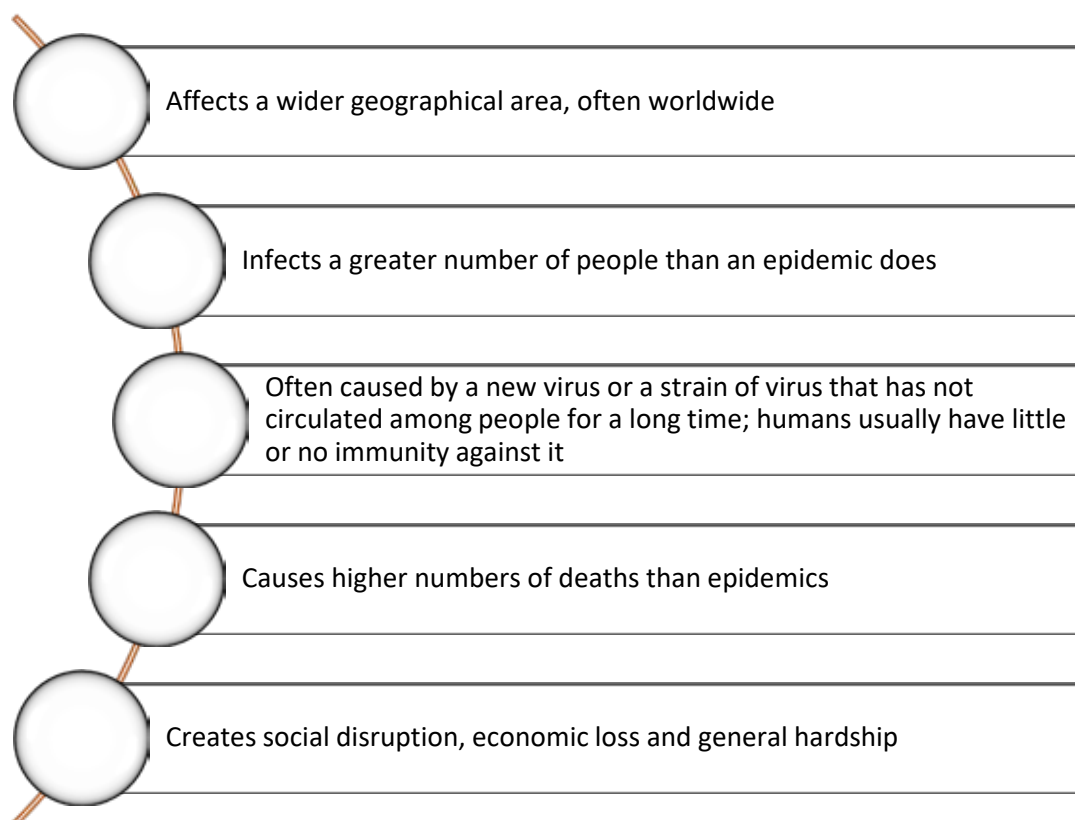 Affects a wider geographical area, often worldwide
Infects a greater number of people than an epidemic does
Often caused by a new virus or a strain of virus that has not
circulated among people for a long time; humans usually have little
or no immunity against it
Causes higher numbers of deaths than epidemics
Creates social disruption, economic loss and general hardship